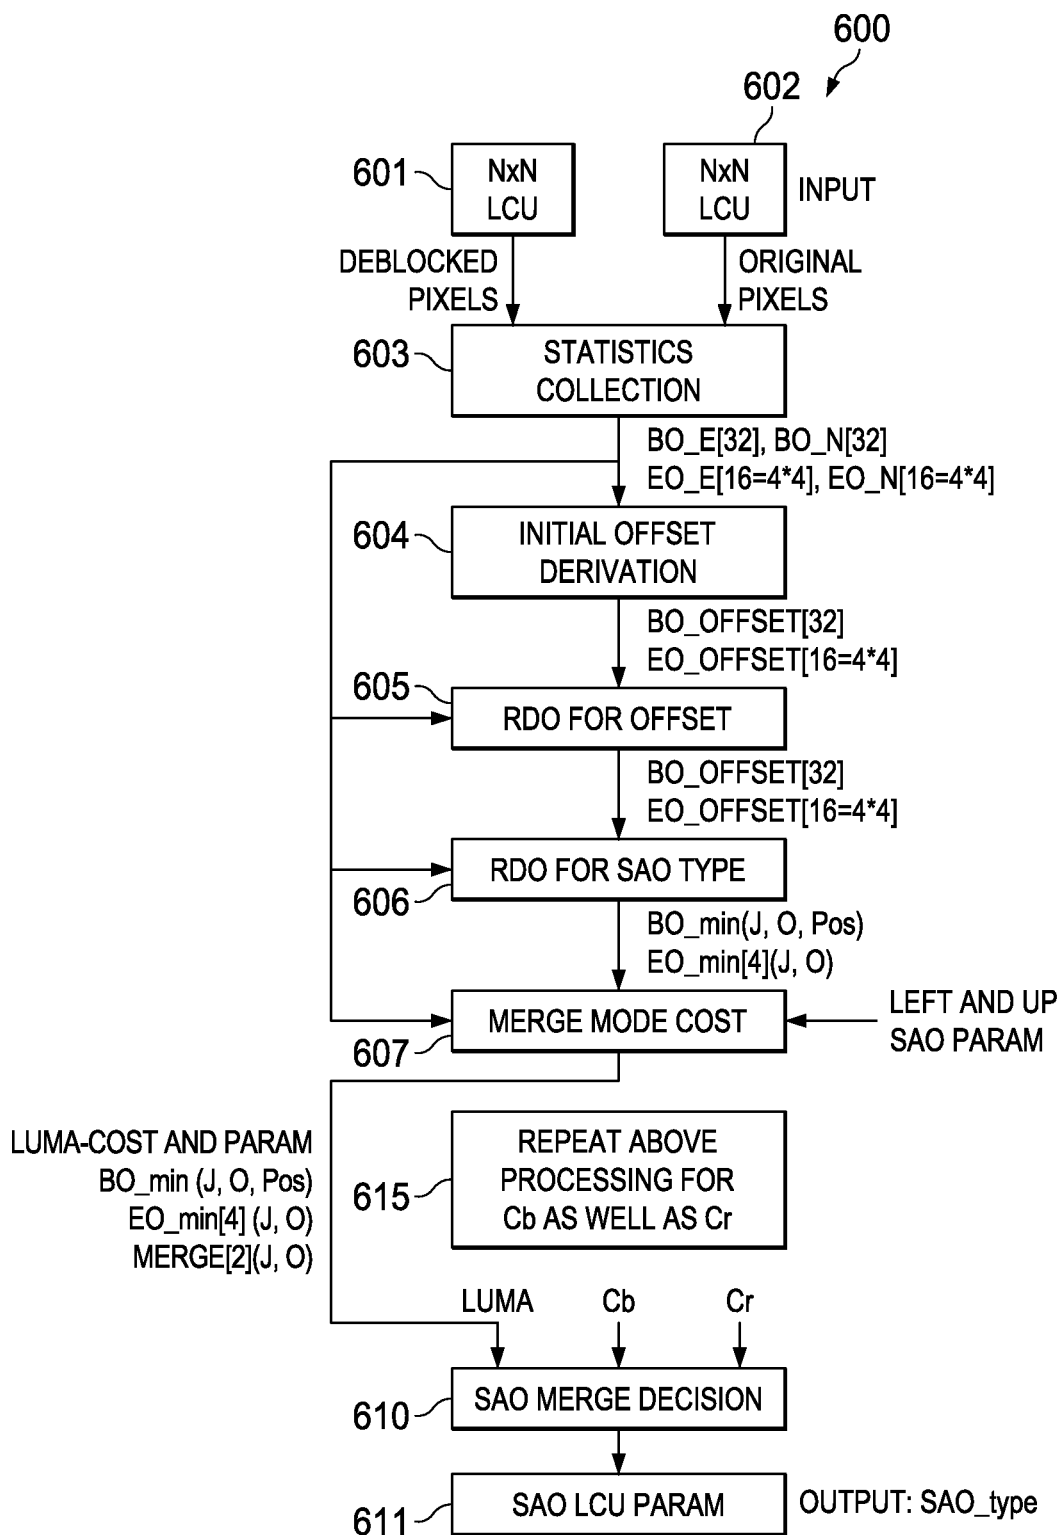 600
602
601
NxN
LCU
NxN
LCU
INPUT
DEBLOCKED
PIXELS
ORIGINAL
PIXELS
603
STATISTICS
COLLECTION
BO_E[32], BO_N[32]
EO_E[16=4*4], EO_N[16=4*4]
604
INITIAL OFFSET
DERIVATION
BO_OFFSET[32]
EO_OFFSET[16=4*4]
605
RDO FOR OFFSET
BO_OFFSET[32]
EO_OFFSET[16=4*4]
RDO FOR SAO TYPE
606
BO_min(J, O, Pos)
EO_min[4](J, O)
MERGE MODE COST
607
LEFT AND UP
SAO PARAM
LUMA-COST AND PARAM
BO_min (J, O, Pos)
EO_min[4] (J, O)
MERGE[2](J, O)
615
REPEAT ABOVE
PROCESSING FOR
Cb AS WELL AS Cr
LUMA
Cb
Cr
SAO MERGE DECISION
610
SAO LCU PARAM
611
OUTPUT: SAO_type